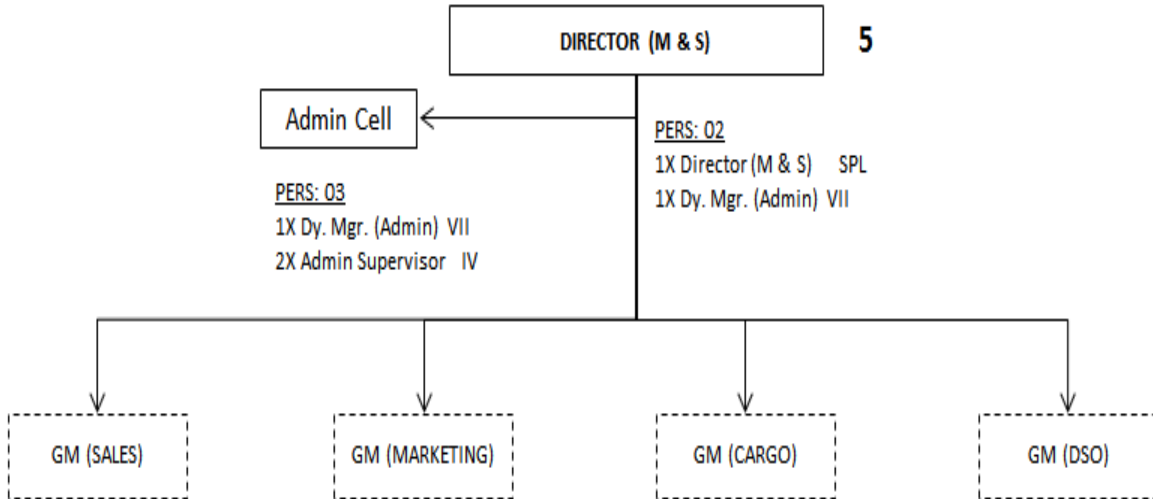 DIRECTOR (M & S)
5
Admin Cell
PERS: 02
1X Director (M & S) SPL
1X Dy. Mgr. (Admin) VII
PERS: 03
1X Dy. Mgr. (Admin) VII
2X Admin Supervisor IV
GM (SALES)
GM (MARKETING)
GM (CARGO)
GM (DSO)